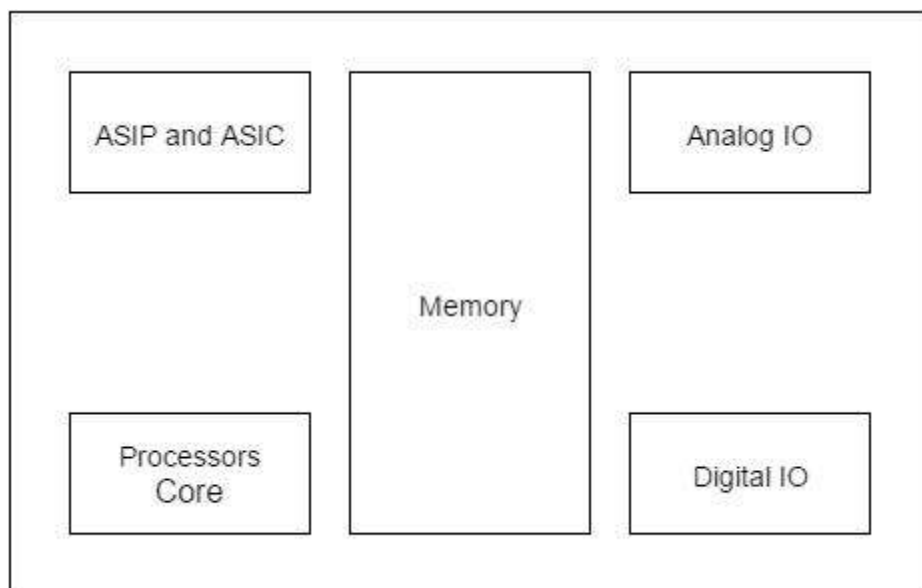 ASIP and ASIC
Memory
Analog IO
Processors
Core
Digital IO